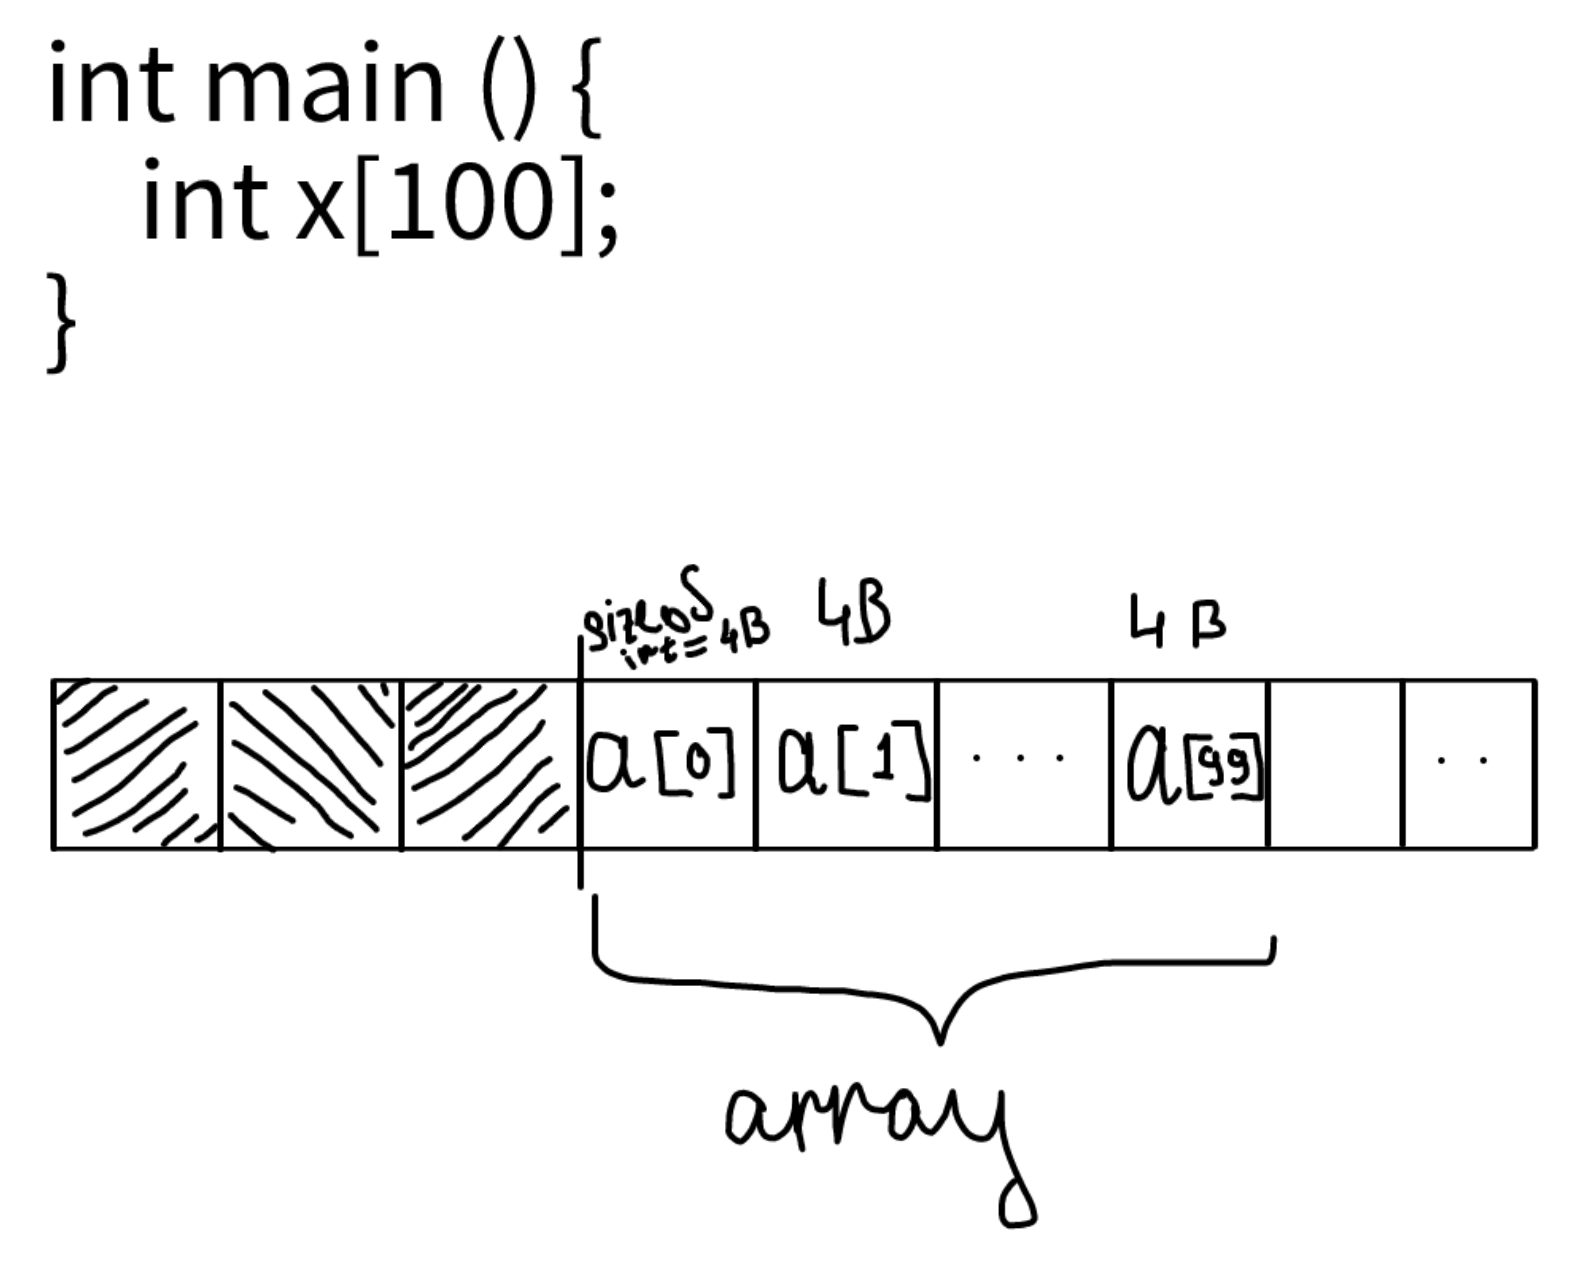 int main () {
int x[100];
}
sizeof int = 4B 4B 4 B
a[0] a[1] ... a[99] ..
array